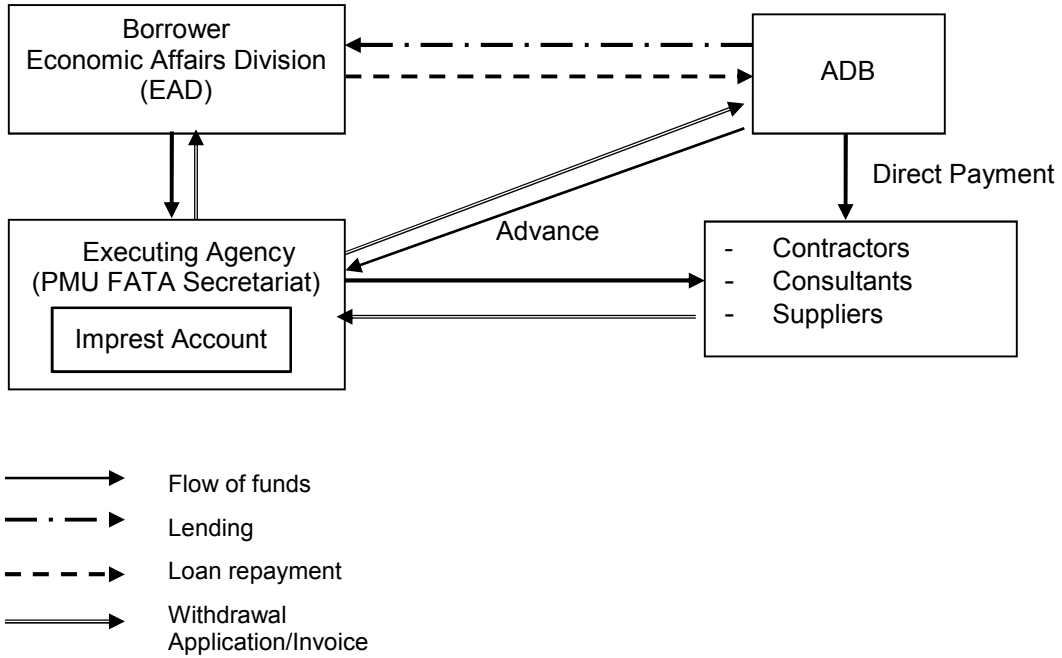 Borrower
Economic Affairs Division
(EAD)
ADB
Direct Payment
Advance
Executing Agency
(PMU FATA Secretariat)
Imprest Account
- Contractors
- Consultants
- Suppliers
Flow of funds
Lending
Loan repayment
Withdrawal
Application/Invoice